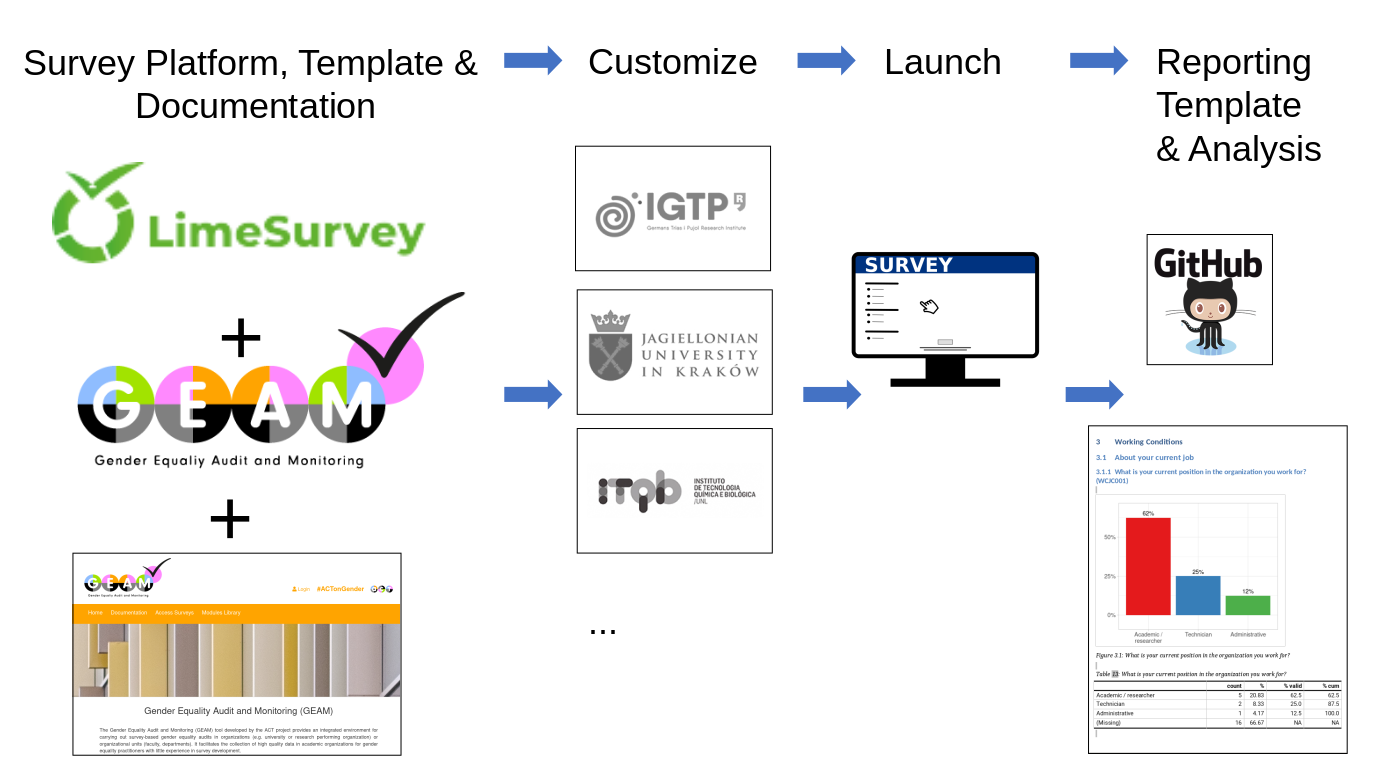 Survey Platform, Template &
Documentation
Customize
Launch
Reporting
Template
& Analysis
LimeSurvey
+
GEAM
Gender Equaliy Audit and Monitoring
+
GEAM
Gender Equaliy Audit and Monitoring
Login #ACTonGender
Home Documentation Access Surveys Modules Library
Gender Equality Audit and Monitoring (GEAM)
The Gender Equality Audit and Monitoring (GEAM) tool developed by the ACT project provides an integrated environment for
carrying out survey-based gender equality audits in organizations (e.g. university or research performing organization) or
organizational units (faculty, departments). It facilitates the collection of high quality data in academic organizations for gender
equality practitioners with little experience in survey development.
IGTP R
Germans Trias i Pujol Research Institute
JAGIELLONIAN
UNIVERSITY
IN KRAKÓW
iTqb
INSTITUTO
DE TECNOLOGIA
QUÍMICA E BIOLÓGICA
/UNL
...
SURVEY
GitHub
3 Working Conditions
3.1 About your current job
3.1.1 What is your current position in the organization you work for?
(WCJC001)
62%
50%
25%
25%
12%
0%
Academic /
researcher
Technician
Administrative
Figure 3.1: What is your current position in the organization you work for?
Table 23: What is your current position in the organization you work for?
count % % valid % cum
Academic / researcher 5 20.83 62.5 62.5
Technician 2 8.33 25.0 87.5
Administrative 1 4.17 12.5 100.0
(Missing) 16 66.67 NA NA